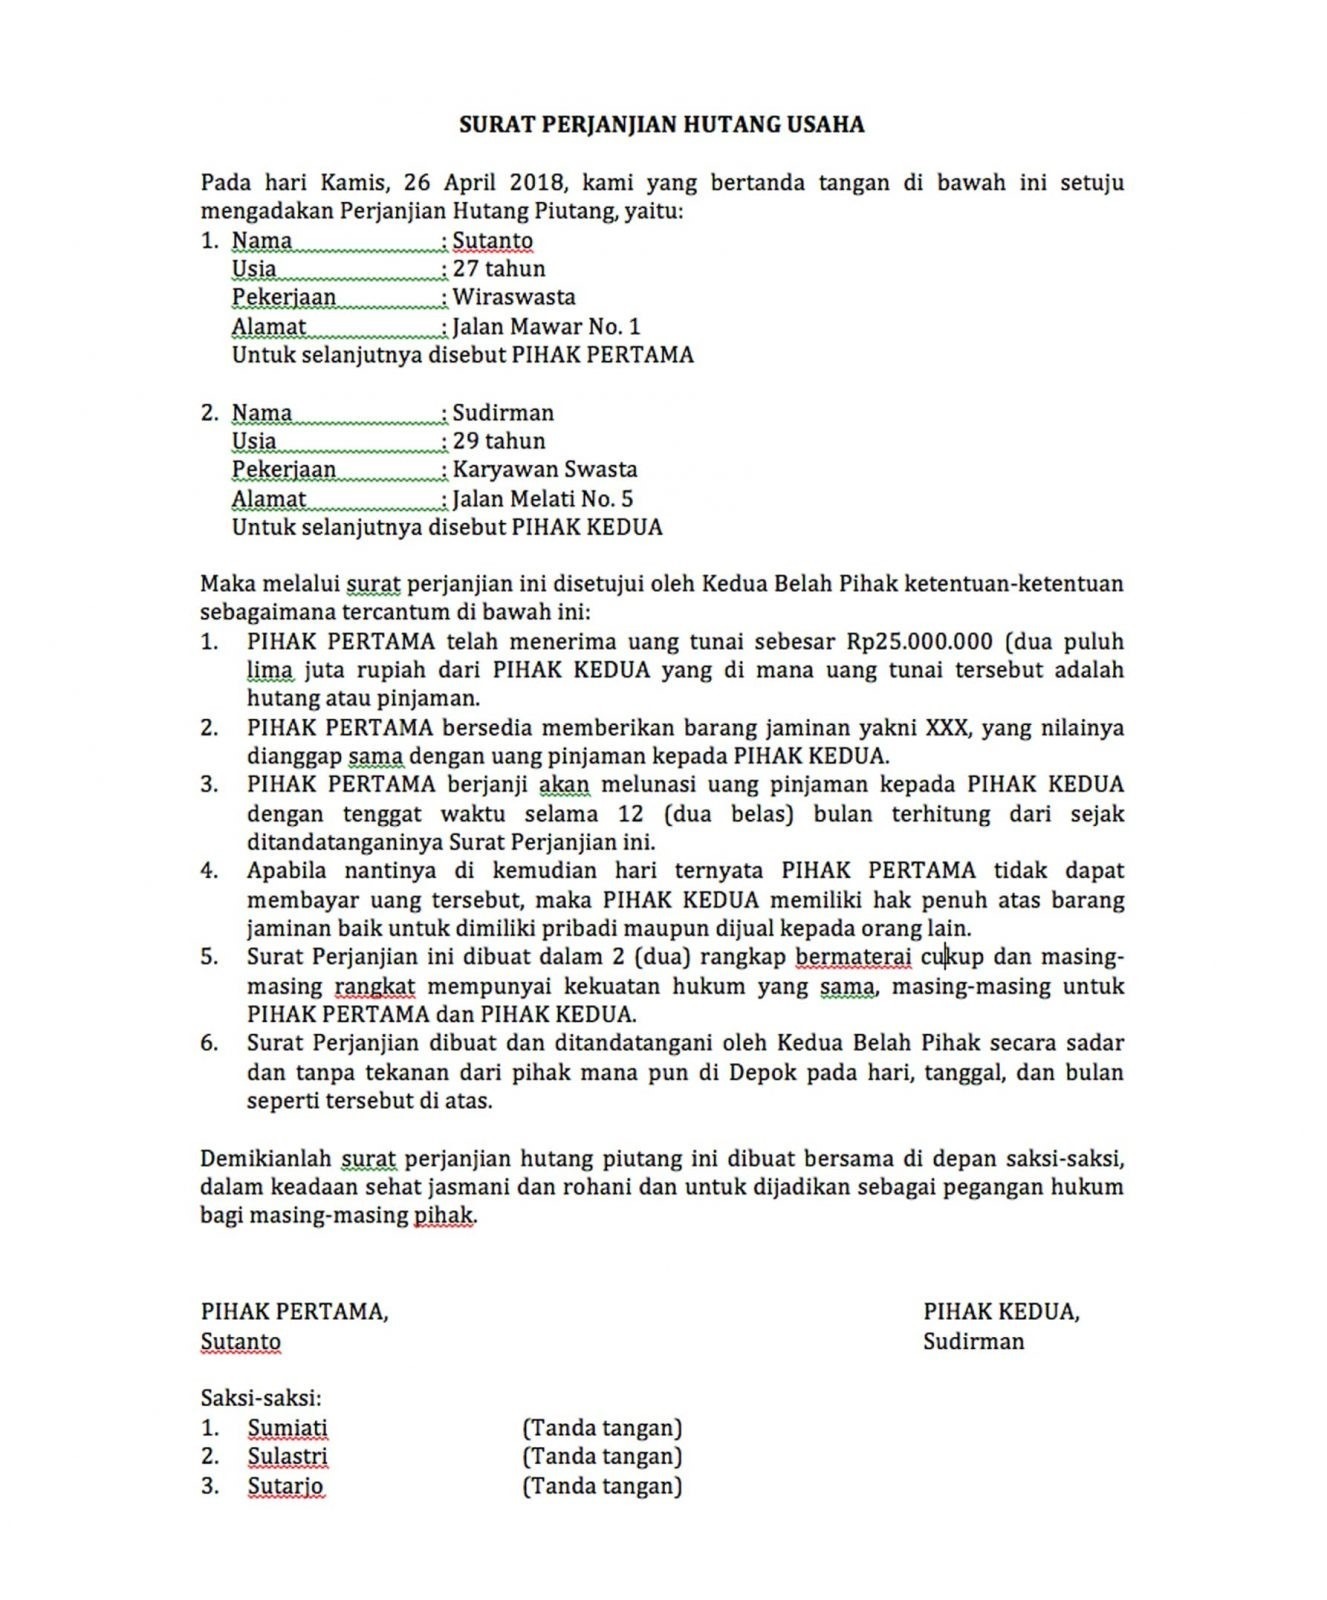 SURAT PERJANJIAN HUTANG USAHA
Pada hari Kamis, 26 April 2018, kami yang bertanda tangan di bawah ini setuju
mengadakan Perjanjian Hutang Piutang, yaitu:
1. Nama : Sutanto
Usia : 27 tahun
Pekerjaan : Wiraswasta
Alamat : Jalan Mawar No. 1
Untuk selanjutnya disebut PIHAK PERTAMA
2. Nama : Sudirman
Usia : 29 tahun
Pekerjaan : Karyawan Swasta
Alamat : Jalan Melati No. 5
Untuk selanjutnya disebut PIHAK KEDUA
Maka melalui surat perjanjian ini disetujui oleh Kedua Belah Pihak ketentuan-ketentuan
sebagaimana tercantum di bawah ini:
1. PIHAK PERTAMA telah menerima uang tunai sebesar Rp25.000.000 (dua puluh
lima juta rupiah dari PIHAK KEDUA yang di mana uang tunai tersebut adalah
hutang atau pinjaman.
2. PIHAK PERTAMA bersedia memberikan barang jaminan yakni XXX, yang nilainya
dianggap sama dengan uang pinjaman kepada PIHAK KEDUA.
3. PIHAK PERTAMA berjanji akan melunasi uang pinjaman kepada PIHAK KEDUA
dengan tenggat waktu selama 12 (dua belas) bulan terhitung dari sejak
ditandatanganinya Surat Perjanjian ini.
4. Apabila nantinya di kemudian hari ternyata PIHAK PERTAMA tidak dapat
membayar uang tersebut, maka PIHAK KEDUA memiliki hak penuh atas barang
jaminan baik untuk dimiliki pribadi maupun dijual kepada orang lain.
5. Surat Perjanjian ini dibuat dalam 2 (dua) rangkap bermaterai cukup dan masing-
masing rangkat mempunyai kekuatan hukum yang sama, masing-masing untuk
PIHAK PERTAMA dan PIHAK KEDUA.
6. Surat Perjanjian dibuat dan ditandatangani oleh Kedua Belah Pihak secara sadar
dan tanpa tekanan dari pihak mana pun di Depok pada hari, tanggal, dan bulan
seperti tersebut di atas.
Demikianlah surat perjanjian hutang piutang ini dibuat bersama di depan saksi-saksi,
dalam keadaan sehat jasmani dan rohani dan untuk dijadikan sebagai pegangan hukum
bagi masing-masing pihak.
PIHAK PERTAMA, PIHAK KEDUA,
Sutanto Sudirman
Saksi-saksi:
1. Sumiati (Tanda tangan)
2. Sulastri (Tanda tangan)
3. Sutarjo (Tanda tangan)